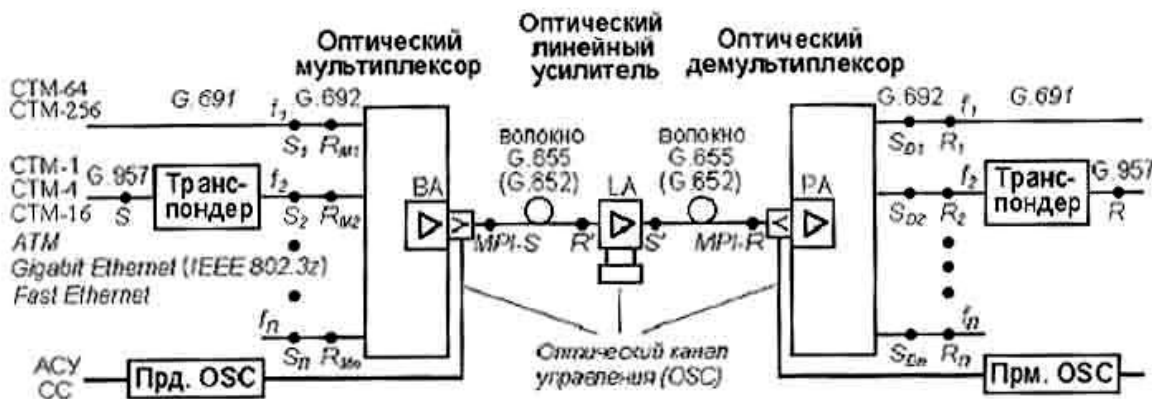 Оптический
мультиплексор
Оптический
линейный
усилитель
Оптический
демультиплексор
СТМ-64
СТМ-256
G.691
f1
G.692
S1
RM1
СТМ-1
СТМ-4
СТМ-16
G.957
S
Транс-
пондер
f2
S2
RM2
ATM
Gigabit Ethernet (IEEE 802.3z)
Fast Ethernet
fn
Sn
RMn
АСУ
СС
Прд. OSC
BA
MPI-S
волокно
G.655
(G.652)
R'
LA
S'
волокно
G.655
(G.652)
MPI-R
PA
Оптический канал
управления (OSC)
G.692
f1
G.691
SD1
R1
f2
SD2
R2
Транс-
пондер
G.957
R
fn
SDn
Rn
Прм. OSC